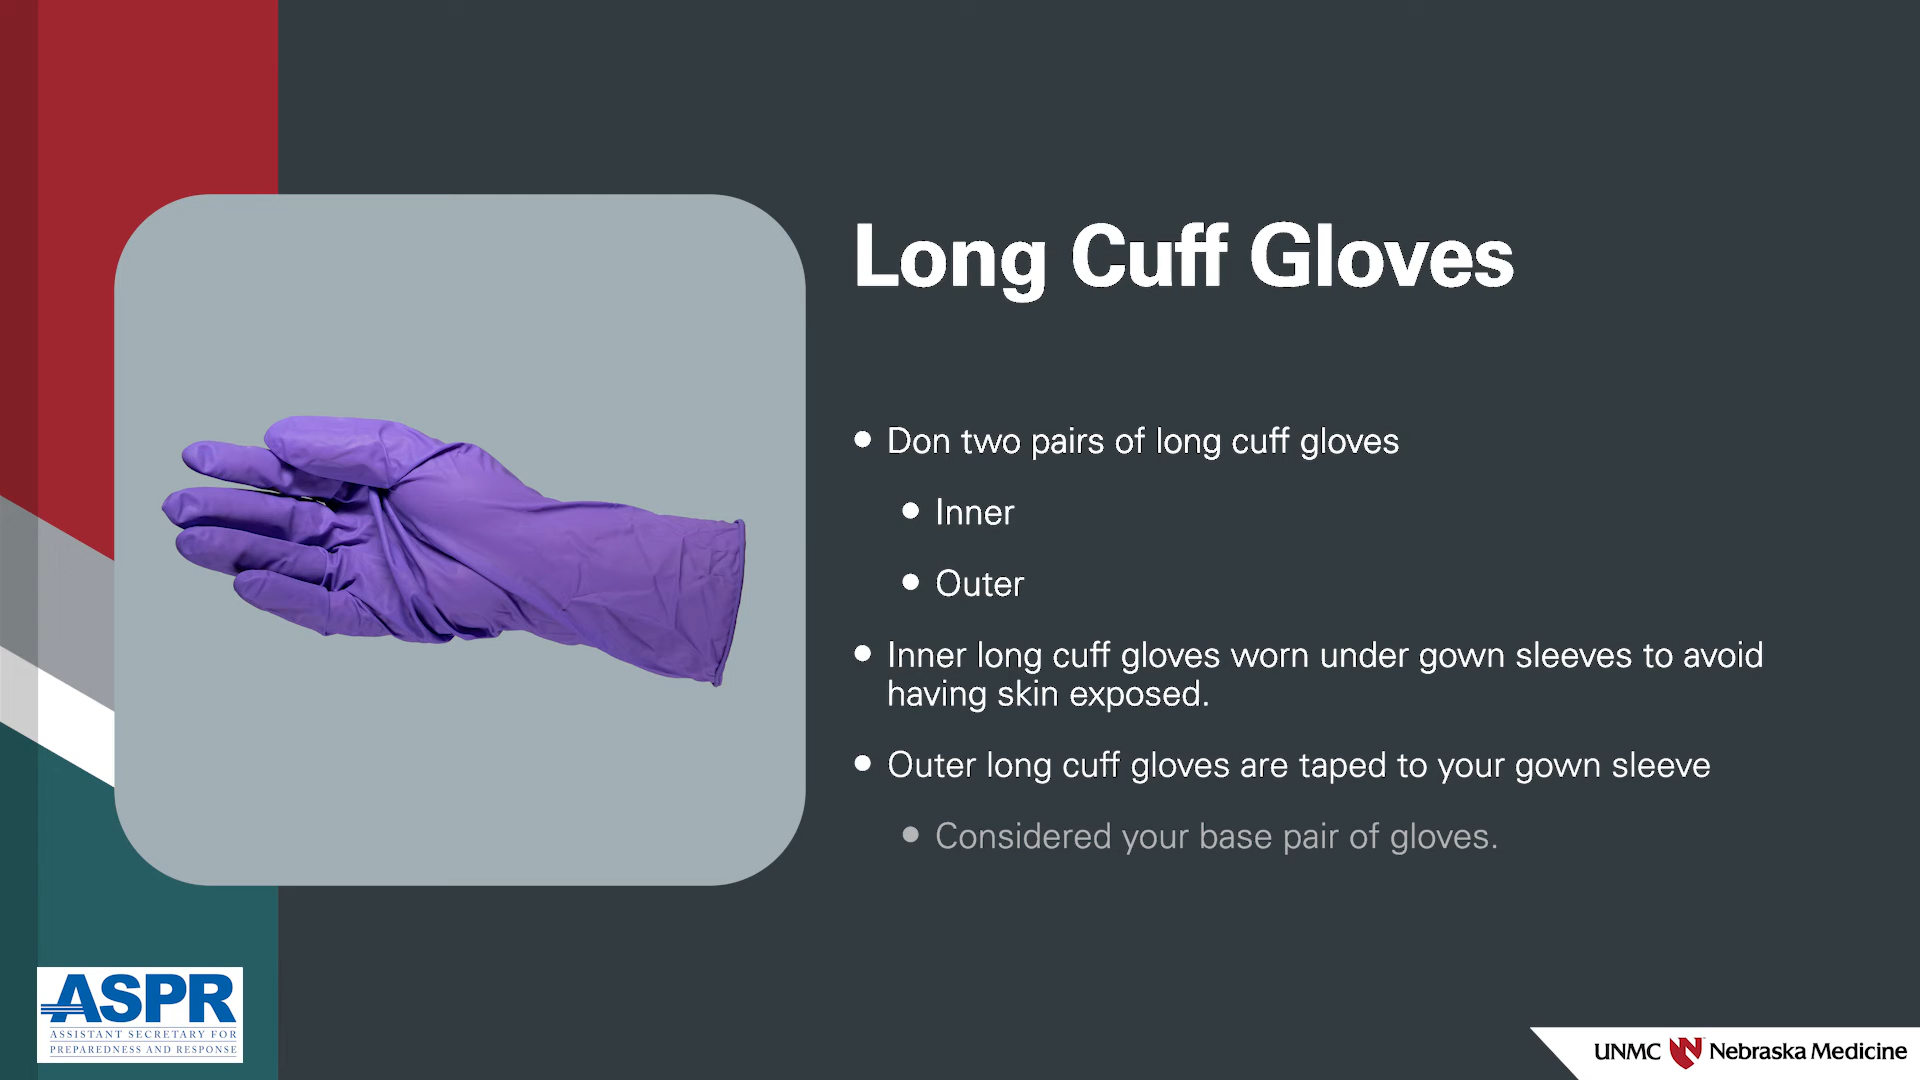 Long Cuff Gloves
Don two pairs of long cuff gloves
Inner
Outer
Inner long cuff gloves worn under gown sleeves to avoid
having skin exposed.
Outer long cuff gloves are taped to your gown sleeve
Considered your base pair of gloves.
ASPR
ASSISTANT SECRETARY FOR
PREPAREDNESS AND RESPONSE
UNMC N Nebraska Medicine